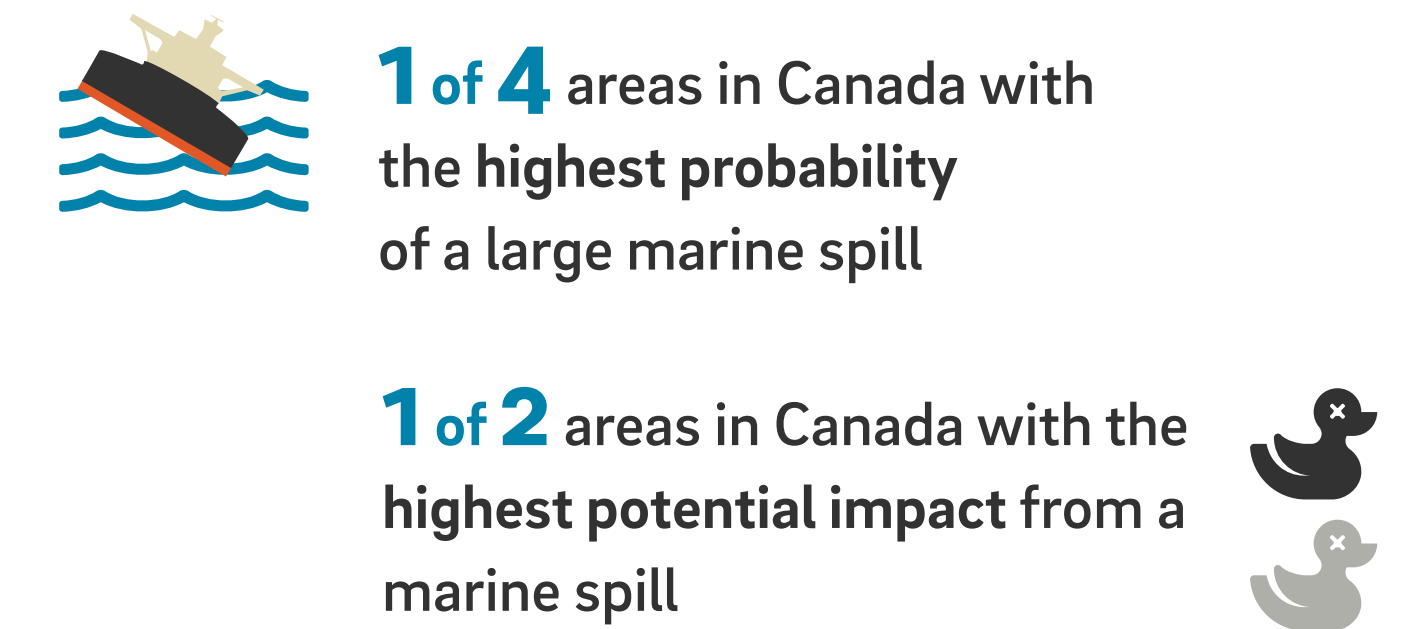 1 of 4 areas in Canada with
the highest probability
of a large marine spill
1 of 2 areas in Canada with the
highest potential impact from a
marine spill